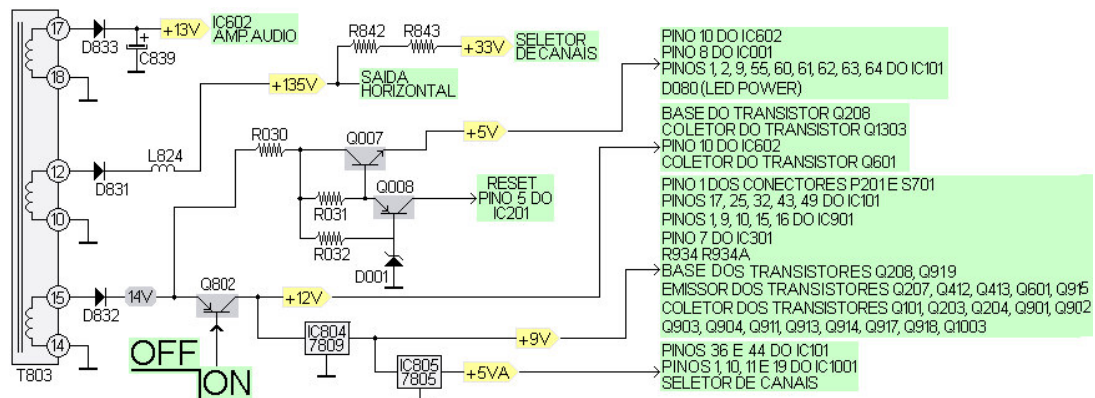 17
D833
+
C839
+13V
IC602
AMP. AUDIO
18
R842
R843
+33V
SELETOR
DE CANAIS
+135V
SAIDA
HORIZONTAL
12
D831
L824
10
R030
Q007
+5V
Q008
R031
R032
D001
RESET
PINO 5 DO
IC201
15
D832
14V
Q802
+12V
14
T803
OFF
ON
IC804
7809
+9V
IC805
7805
+5VA
PINO 10 DO IC602
PINO 8 DO IC001
PINOS 1, 2, 9, 55, 60, 61, 62, 63, 64 DO IC101
D080 (LED POWER)
BASE DO TRANSISTOR Q208
COLETOR DO TRANSISTOR Q1303
PINO 10 DO IC602
COLETOR DO TRANSISTOR Q601
PINO 1 DOS CONECTORES P201 E S701
PINOS 17, 25, 32, 43, 49 DO IC101
PINOS 1, 9, 10, 15, 16 DO IC901
PINO 7 DO IC301
R934 R934A
BASE DOS TRANSISTORES Q208, Q919
EMISSOR DOS TRANSISTORES Q207, Q412, Q413, Q601, Q915
COLETOR DOS TRANSISTORES Q101, Q203, Q204, Q901, Q902
Q903, Q904, Q911, Q913, Q914, Q917, Q918, Q1003
PINOS 36 E 44 DO IC101
PINOS 1, 10, 11 E 19 DO IC1001
SELETOR DE CANAIS